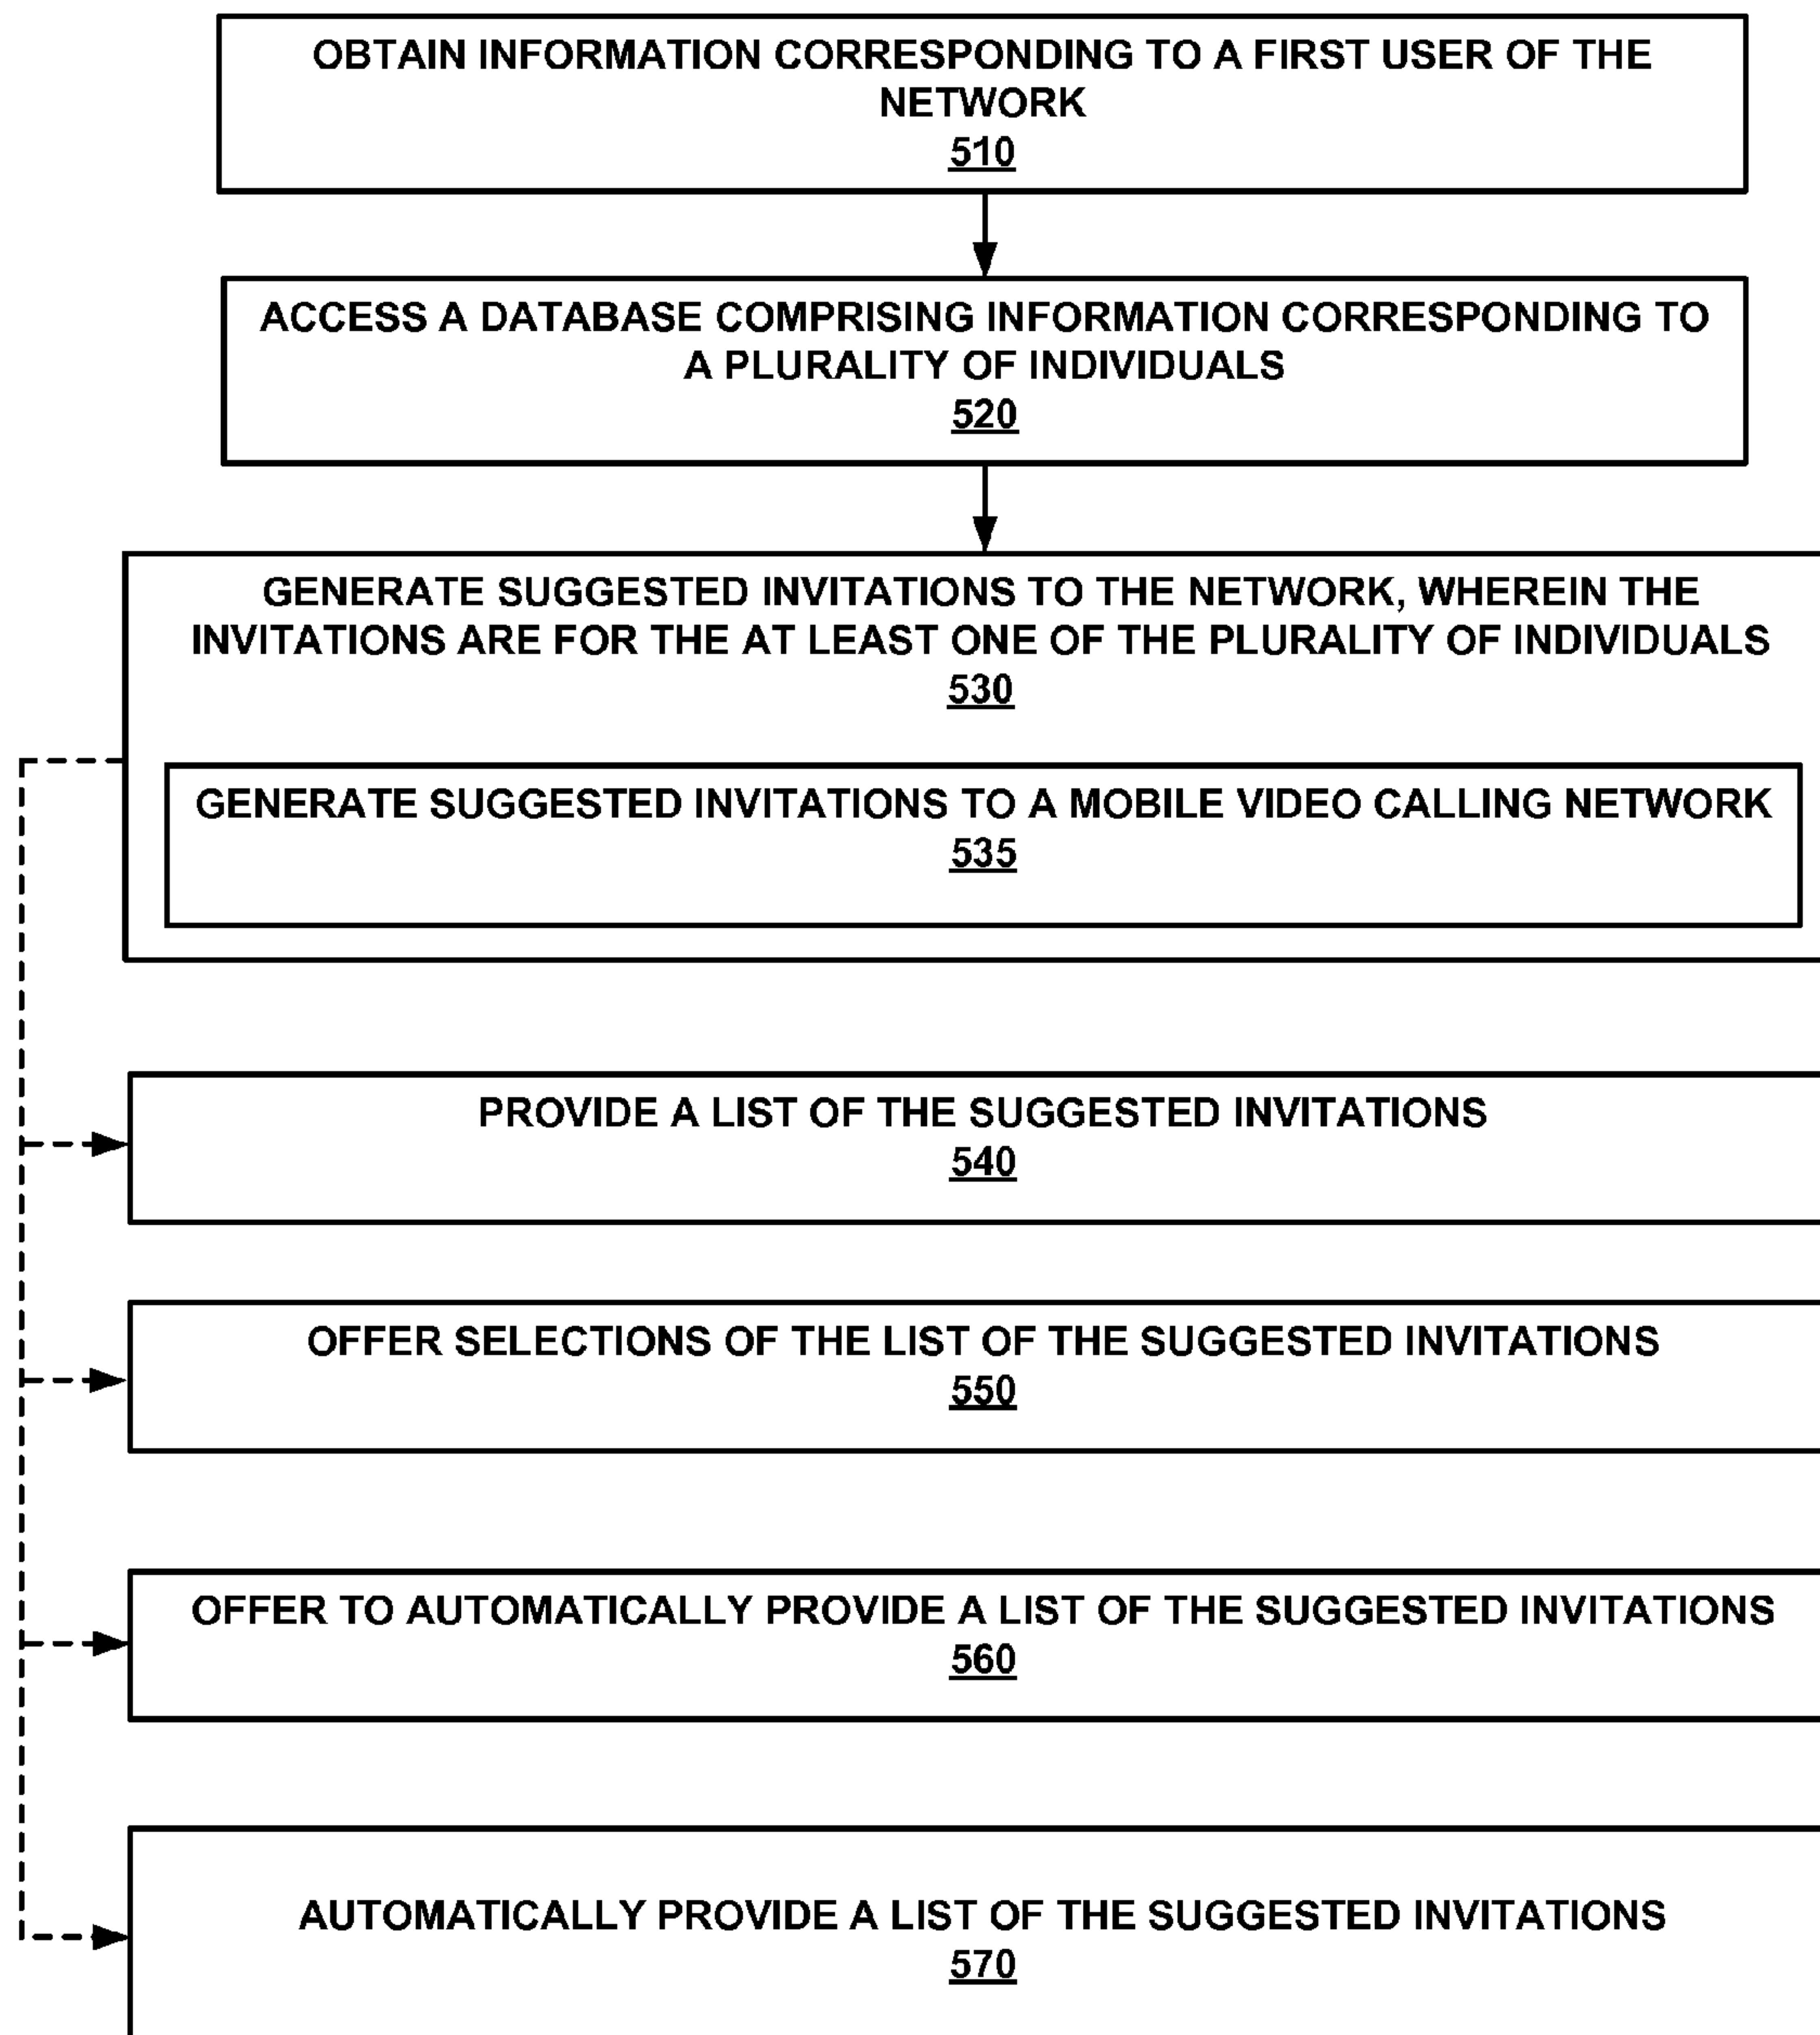 OBTAIN INFORMATION CORRESPONDING TO A FIRST USER OF THE
NETWORK
510
ACCESS A DATABASE COMPRISING INFORMATION CORRESPONDING TO
A PLURALITY OF INDIVIDUALS
520
GENERATE SUGGESTED INVITATIONS TO THE NETWORK, WHEREIN THE
INVITATIONS ARE FOR THE AT LEAST ONE OF THE PLURALITY OF INDIVIDUALS
530
GENERATE SUGGESTED INVITATIONS TO A MOBILE VIDEO CALLING NETWORK
535
PROVIDE A LIST OF THE SUGGESTED INVITATIONS
540
OFFER SELECTIONS OF THE LIST OF THE SUGGESTED INVITATIONS
550
OFFER TO AUTOMATICALLY PROVIDE A LIST OF THE SUGGESTED INVITATIONS
560
AUTOMATICALLY PROVIDE A LIST OF THE SUGGESTED INVITATIONS
570